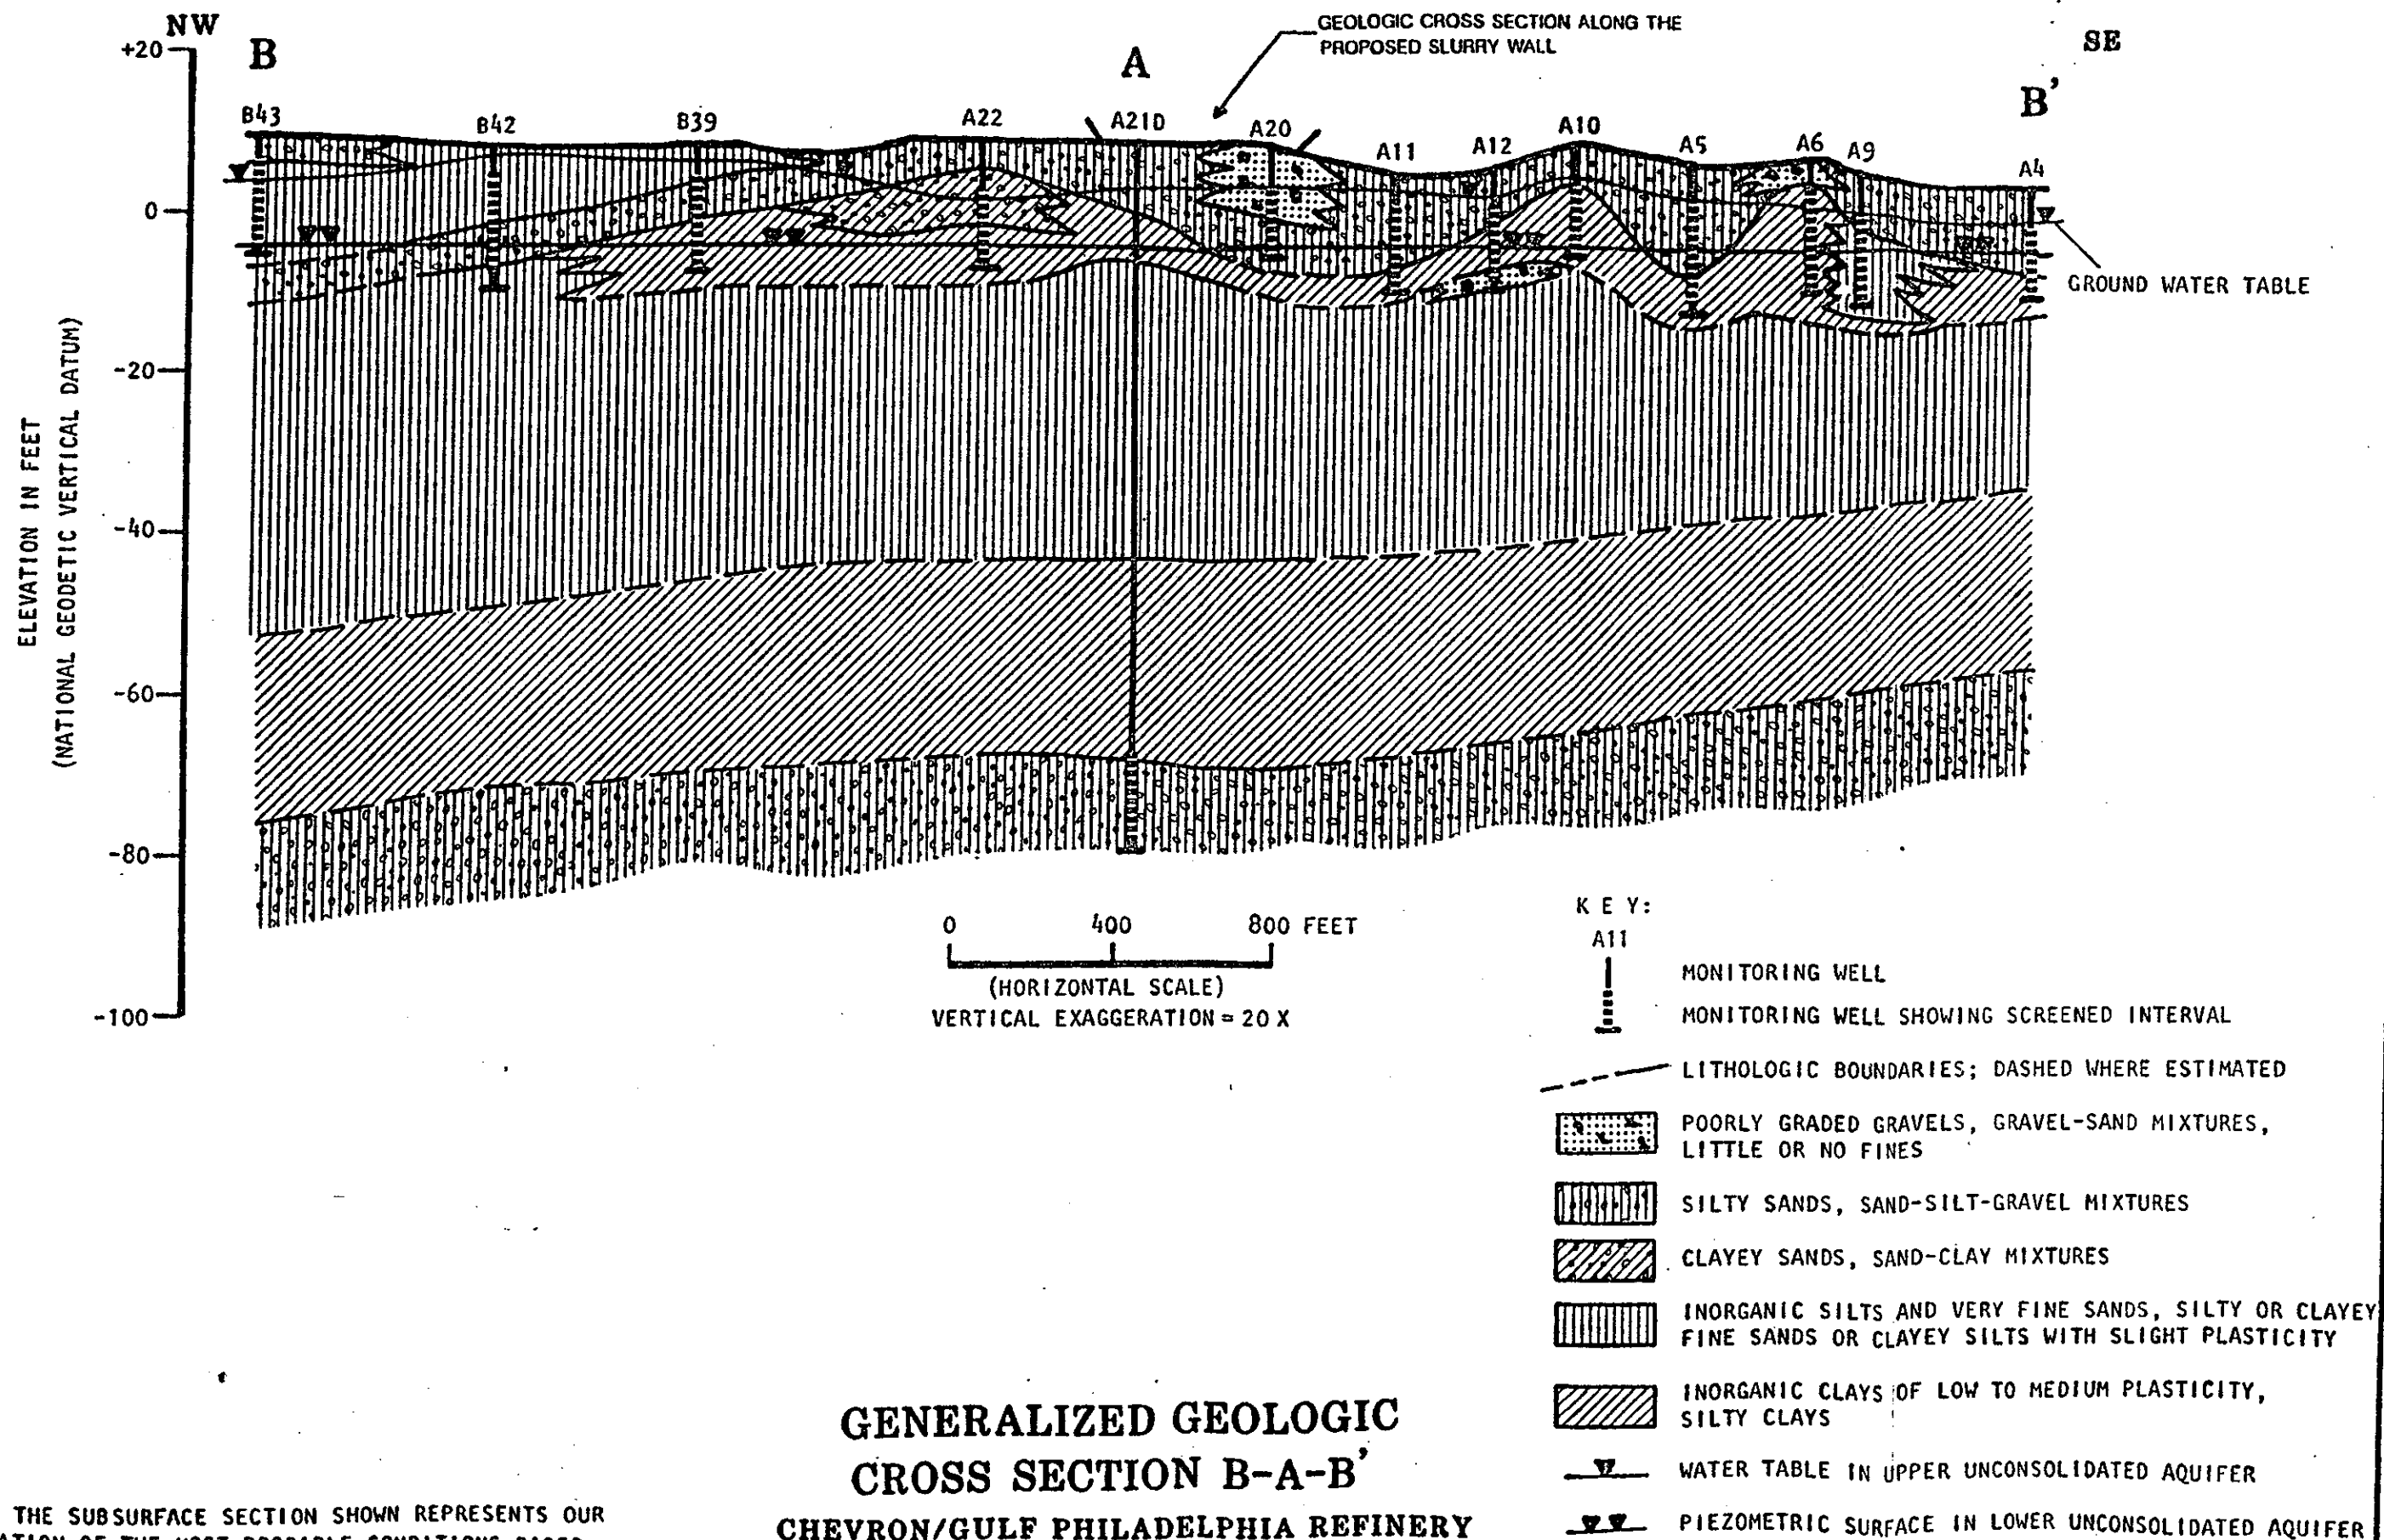 GEOLOGIC CROSS SECTION ALONG THE
PROPOSED SLURRY WALL
NW
SE
B
A
B'
B43
B42
B39
A22
A21D
A20
A11
A12
A10
A5
A6
A9
A4
+20
0
-20
-40
-60
-80
-100
ELEVATION IN FEET
(NATIONAL GEODETIC VERTICAL DATUM)
GROUND WATER TABLE
0 400 800 FEET
(HORIZONTAL SCALE)
VERTICAL EXAGGERATION = 20 X
KEY:
A11
MONITORING WELL
MONITORING WELL SHOWING SCREENED INTERVAL
LITHOLOGIC BOUNDARIES; DASHED WHERE ESTIMATED
POORLY GRADED GRAVELS, GRAVEL-SAND MIXTURES,
LITTLE OR NO FINES
SILTY SANDS, SAND-SILT-GRAVEL MIXTURES
CLAYEY SANDS, SAND-CLAY MIXTURES
INORGANIC SILTS AND VERY FINE SANDS, SILTY OR CLAYEY
FINE SANDS OR CLAYEY SILTS WITH SLIGHT PLASTICITY
INORGANIC CLAYS OF LOW TO MEDIUM PLASTICITY,
SILTY CLAYS
WATER TABLE IN UPPER UNCONSOLIDATED AQUIFER
PIEZOMETRIC SURFACE IN LOWER UNCONSOLIDATED AQUIFER
GENERALIZED GEOLOGIC
CROSS SECTION B-A-B'
CHEVRON/GULF PHILADELPHIA REFINERY
THE SUBSURFACE SECTION SHOWN REPRESENTS OUR